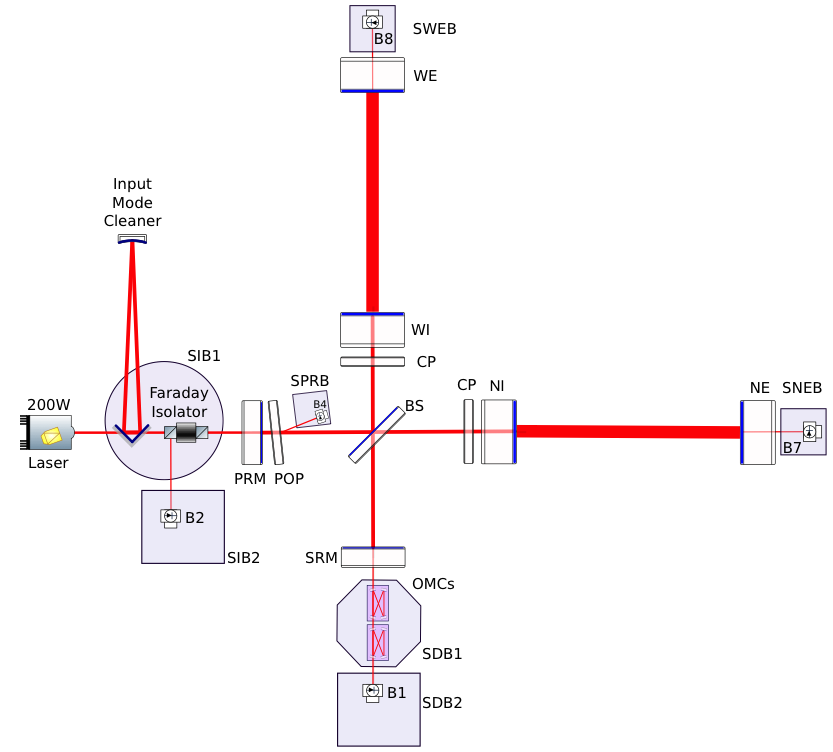 SWEB
B8
WE
Input
Mode
Cleaner
WI
SIB1
CP
SPRB
CP
NI
NE
SNEB
Faraday
Isolator
200W
B4
BS
B7
Laser
PRM
POP
B2
SIB2
SRM
OMCs
SDB1
B1
SDB2